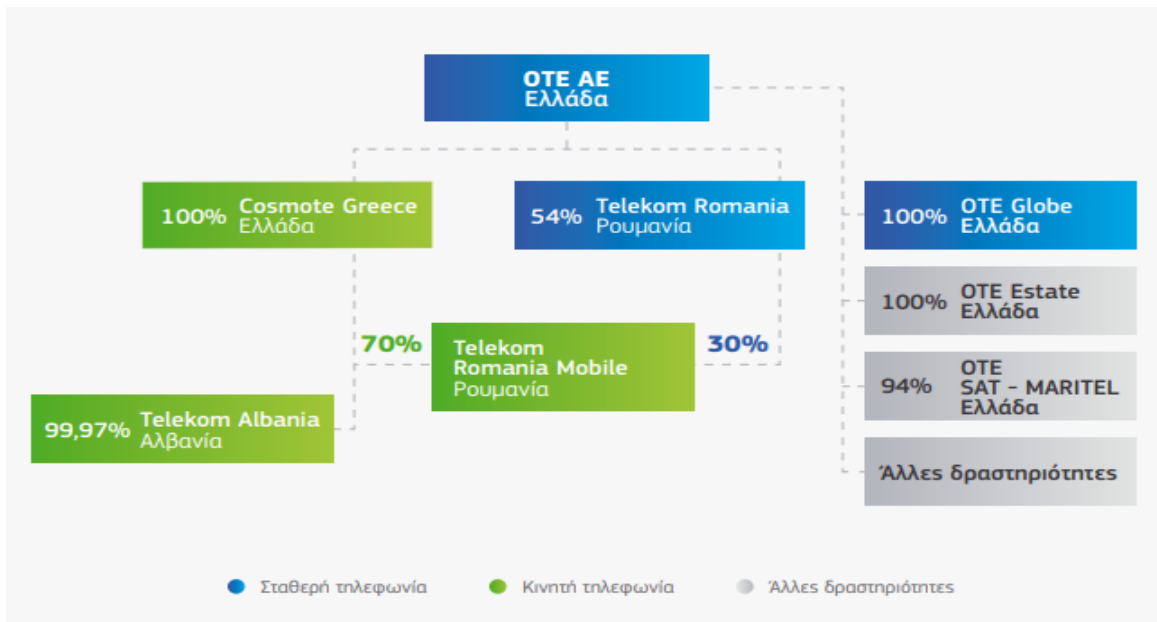 ΟΤΕ ΑΕ
Ελλάδα
100% Cosmote Greece
Ελλάδα
54% Telekom Romania
Ρουμανία
100% OTE Globe
Ελλάδα
100% OTE Estate
Ελλάδα
70%
Telekom
Romania Mobile
Ρουμανία
30%
94% OTE
SAT - MARITEL
Ελλάδα
99,97% Telekom Albania
Αλβανία
Άλλες δραστηριότητες
Σταθερή τηλεφωνία
Κινητή τηλεφωνία
Άλλες δραστηριότητες